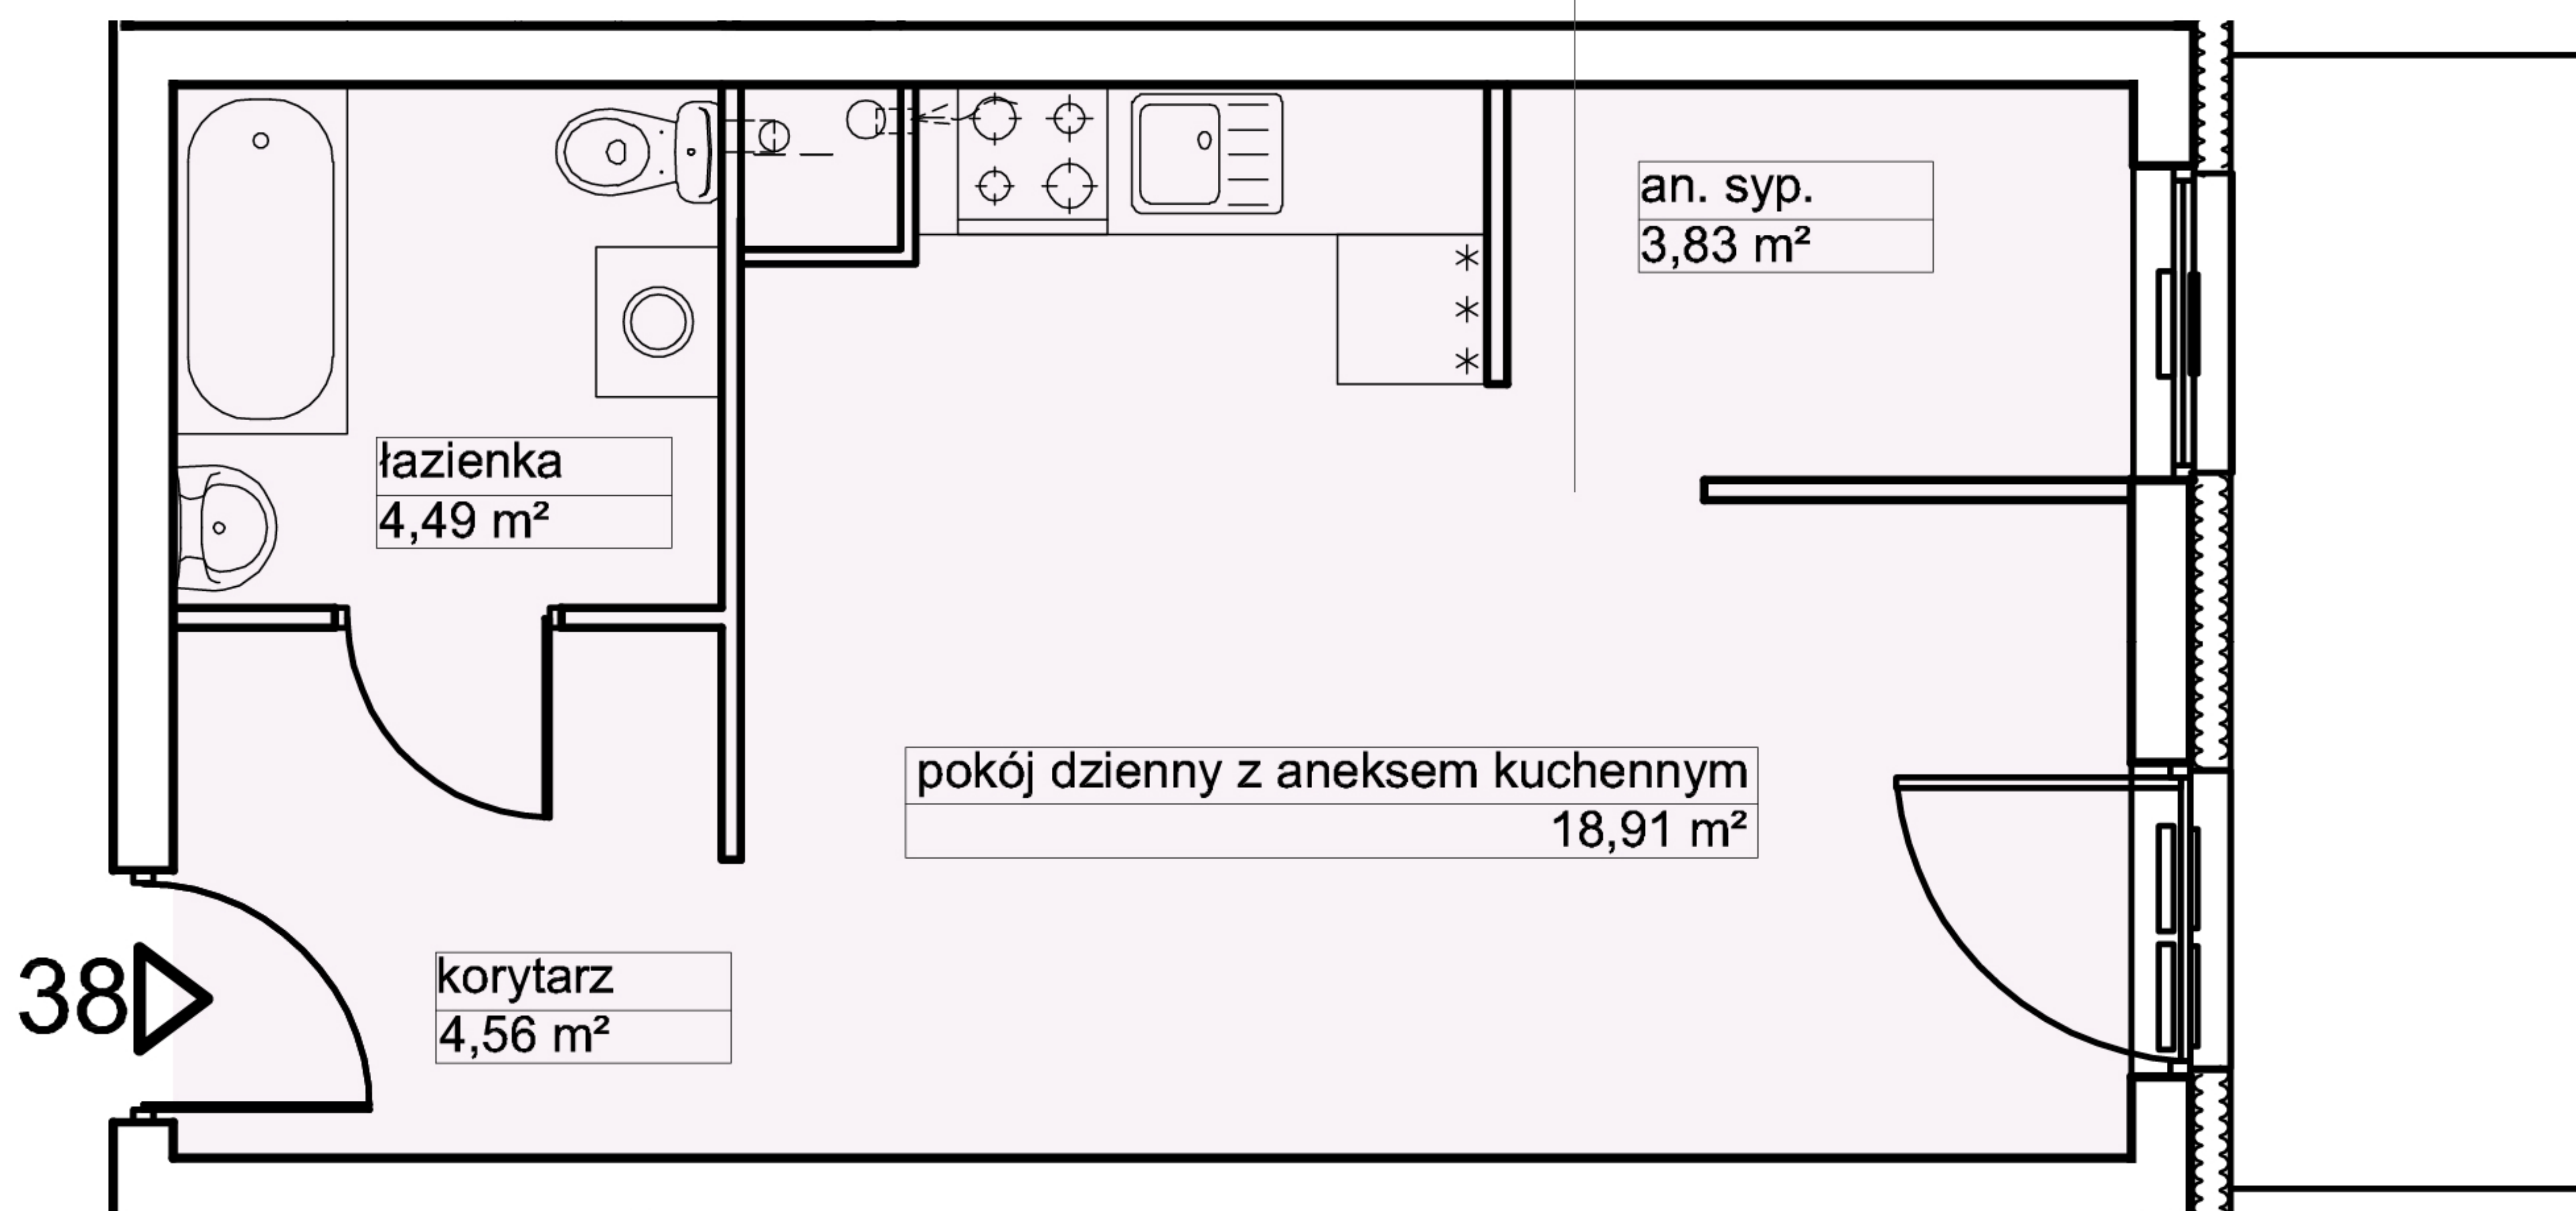 an. syp.
3,83 m²
łazienka
4,49 m²
pokój dzienny z aneksem kuchennym
18,91 m²
38
korytarz
4,56 m²